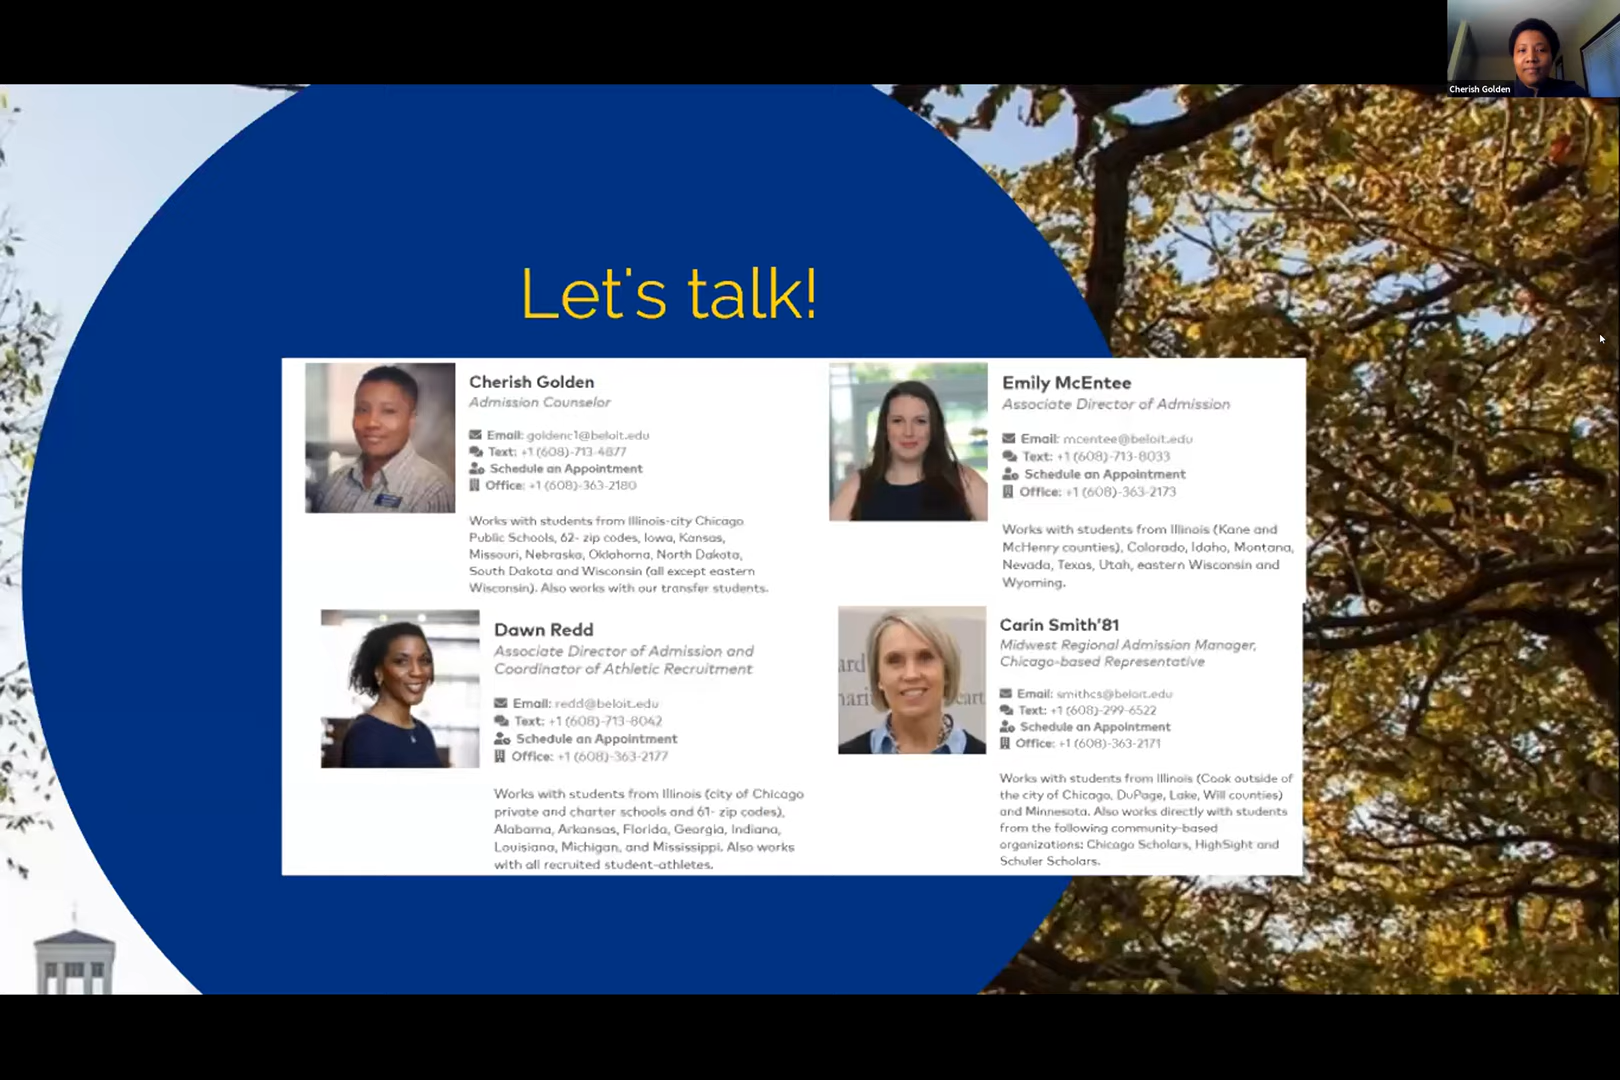 Cherish Golden
Let's talk!
Cherish Golden
Admission Counselor
Email: goldenc1@beloit.edu
Text: +1 (608)-713-4877
Schedule an Appointment
Office: +1 (608)-363-2180
Works with students from Illinois-city Chicago
Public Schools, 62- zip codes, Iowa, Kansas,
Missouri, Nebraska, Oklahoma, North Dakota,
South Dakota and Wisconsin (all except eastern
Wisconsin). Also works with our transfer students.
Emily McEntee
Associate Director of Admission
Email: mcentee@beloit.edu
Text: +1 (608)-713-8033
Schedule an Appointment
Office: +1 (608)-363-2173
Works with students from Illinois (Kane and
McHenry counties), Colorado, Idaho, Montana,
Nevada, Texas, Utah, eastern Wisconsin and
Wyoming.
Dawn Redd
Associate Director of Admission and
Coordinator of Athletic Recruitment
Email: redd@beloit.edu
Text: +1 (608)-713-8042
Schedule an Appointment
Office: +1 (608)-363-2177
Works with students from Illinois (city of Chicago
private and charter schools and 61- zip codes),
Alabama, Arkansas, Florida, Georgia, Indiana,
Louisiana, Michigan, and Mississippi. Also works
with all recruited student-athletes.
Carin Smith'81
Midwest Regional Admission Manager,
Chicago-based Representative
Email: smithcs@beloit.edu
Text: +1 (608)-299-6522
Schedule an Appointment
Office: +1 (608)-363-2171
Works with students from Illinois (Cook outside of
the city of Chicago, DuPage, Lake, Will counties)
and Minnesota. Also works directly with students
from the following community-based
organizations: Chicago Scholars, HighSight and
Schuler Scholars.